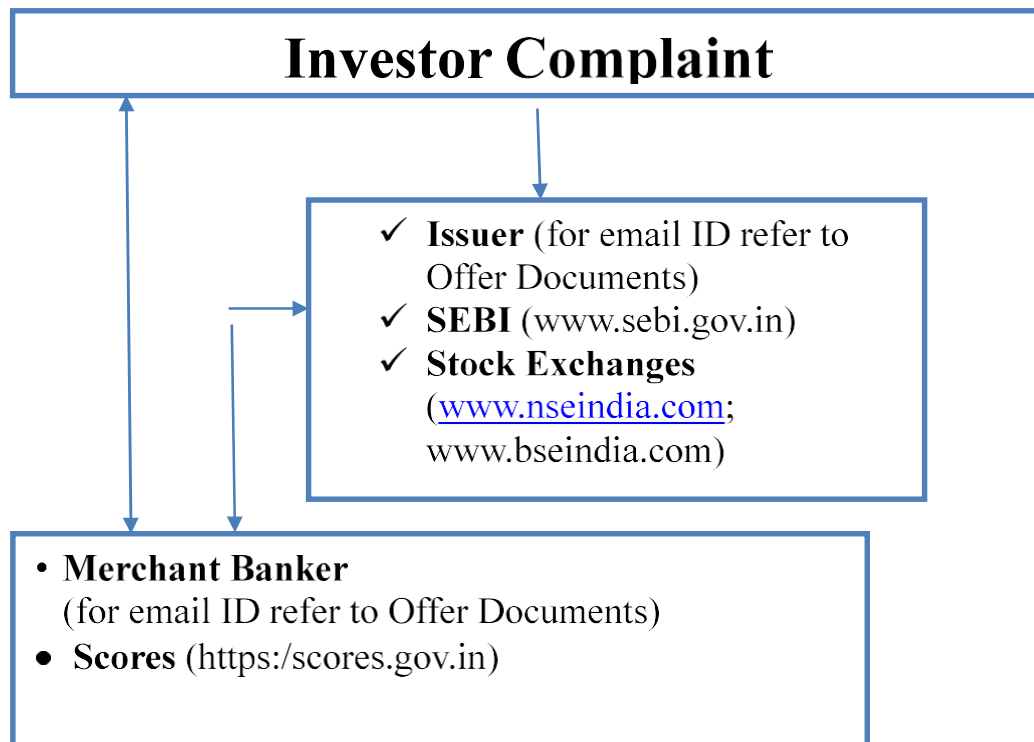 Investor Complaint
✓ Issuer (for email ID refer to
Offer Documents)
✓ SEBI (www.sebi.gov.in)
✓ Stock Exchanges
(www.nseindia.com;
www.bseindia.com)
• Merchant Banker
(for email ID refer to Offer Documents)
● Scores (https:/scores.gov.in)